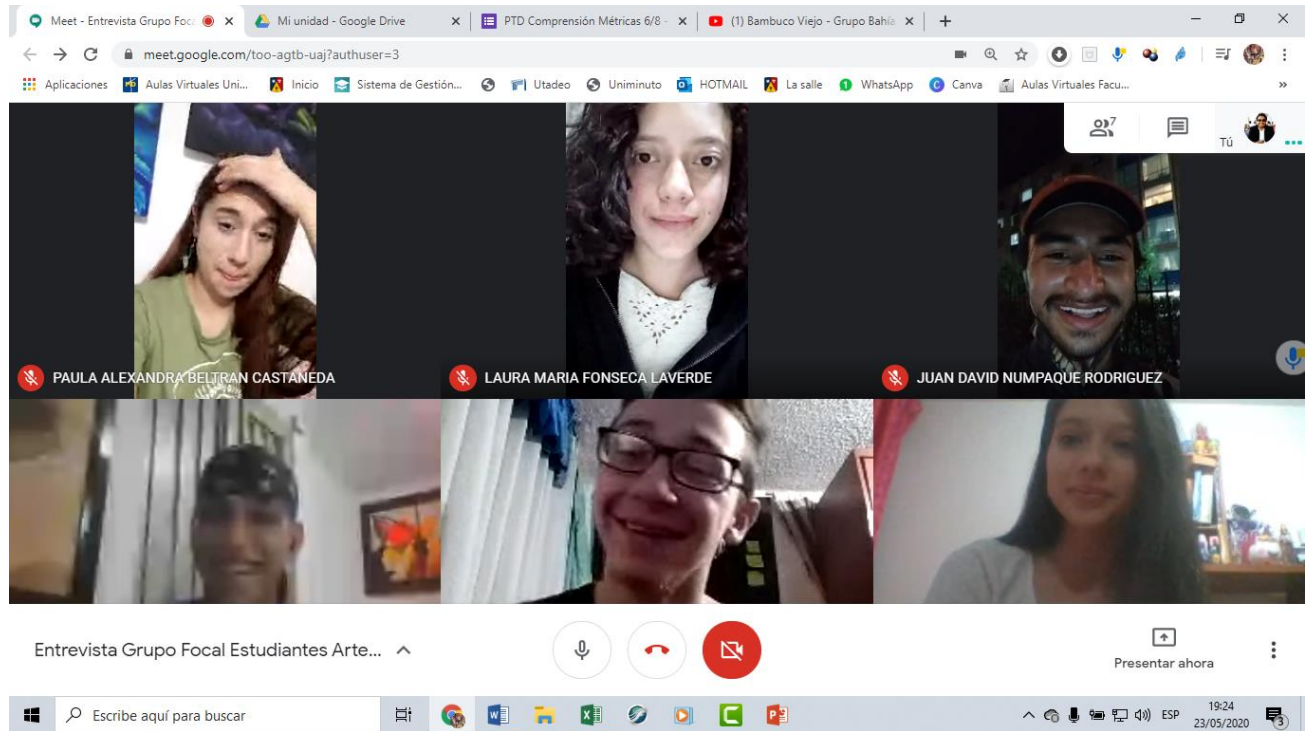 Meet - Entrevista Grupo Foc
Mi unidad - Google Drive
PTD Comprensión Métricas 6/8 -
(1) Bambuco Viejo - Grupo Bahía
meet.google.com/too-agtb-uaj?authuser=3
Aplicaciones
Aulas Virtuales Uni...
Inicio
Sistema de Gestión...
Utadeo
Uniminuto
HOTMAIL
La salle
WhatsApp
Canva
Aulas Virtuales Facu...
7
Tú
PAULA ALEXANDRA BELTRAN CASTAÑEDA
LAURA MARIA FONSECA LAVERDE
JUAN DAVID NUMPAQUE RODRIGUEZ
Entrevista Grupo Focal Estudiantes Arte...
Presentar ahora
Escribe aquí para buscar
ESP
19:24
23/05/2020
3